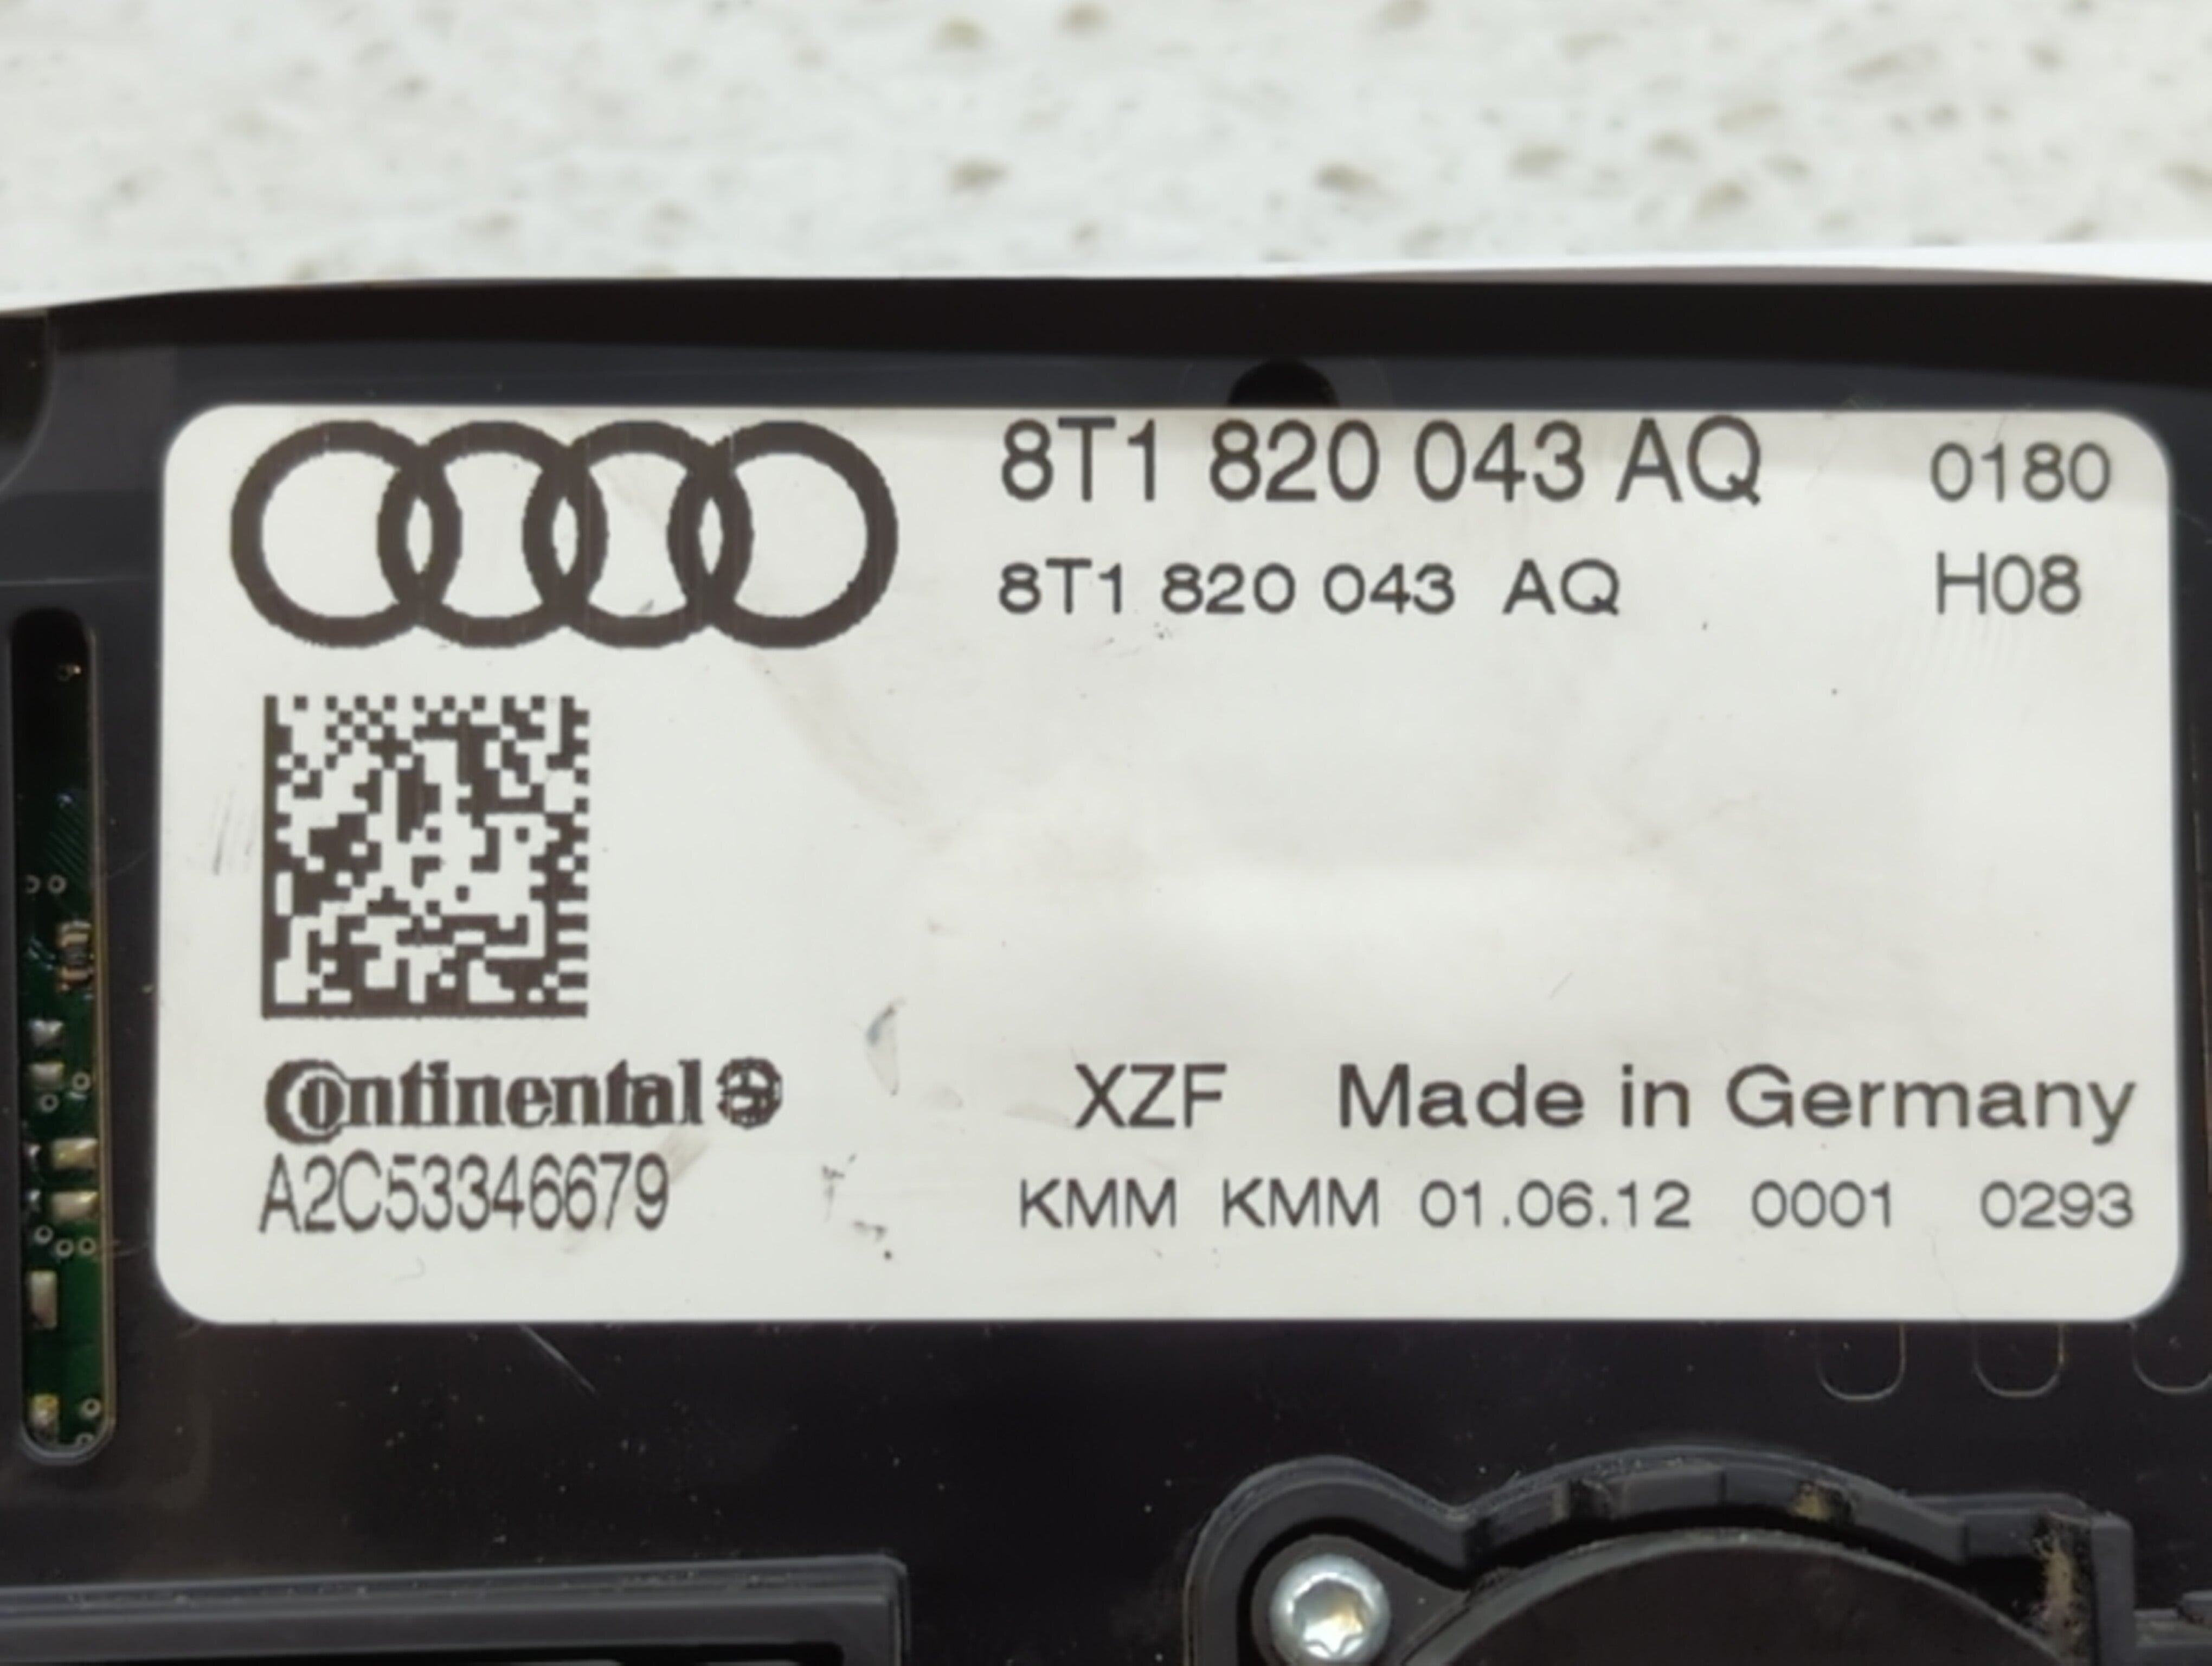 8T1 820 043 AQ 0180
8T1 820 043 AQ H08
Continental
XZF Made in Germany
A2C53346679
KMM KMM 01.06.12 0001 0293